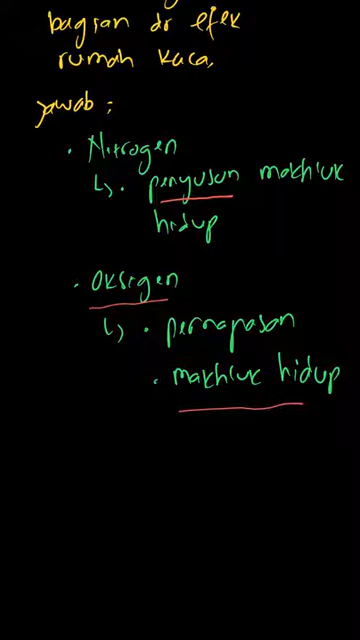 bagian dr efek
rumah kaca,
Jawab :
• Nitrogen
↳ • penyusun makhluk
hidup
• Oksigen
↳ • pernapasan
• makhluk hidup